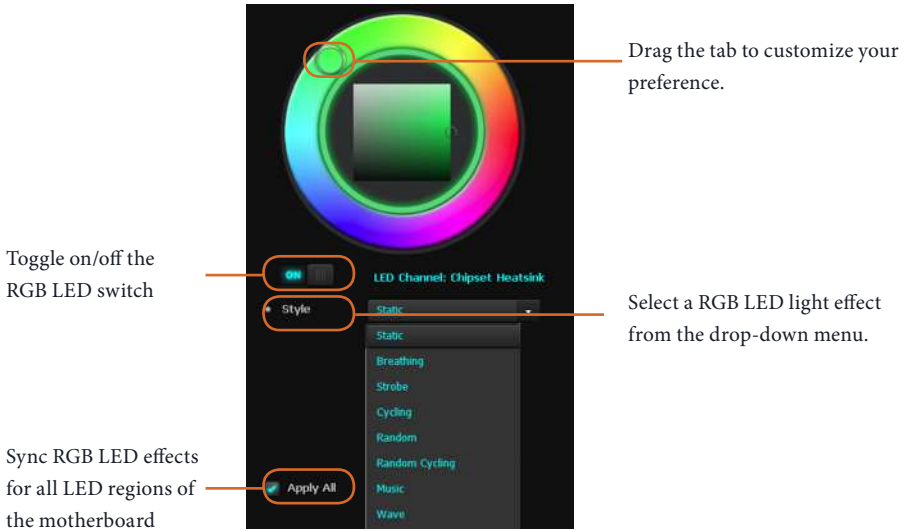 Drag the tab to customize your
preference.
Toggle on/off the
RGB LED switch
ON
LED Channel: Chipset Heatsink
Style
Static
Select a RGB LED light effect
from the drop-down menu.
Static
Breathing
Strobe
Cycling
Random
Random Cycling
Music
Wave
Sync RGB LED effects
for all LED regions of
the motherboard
Apply All